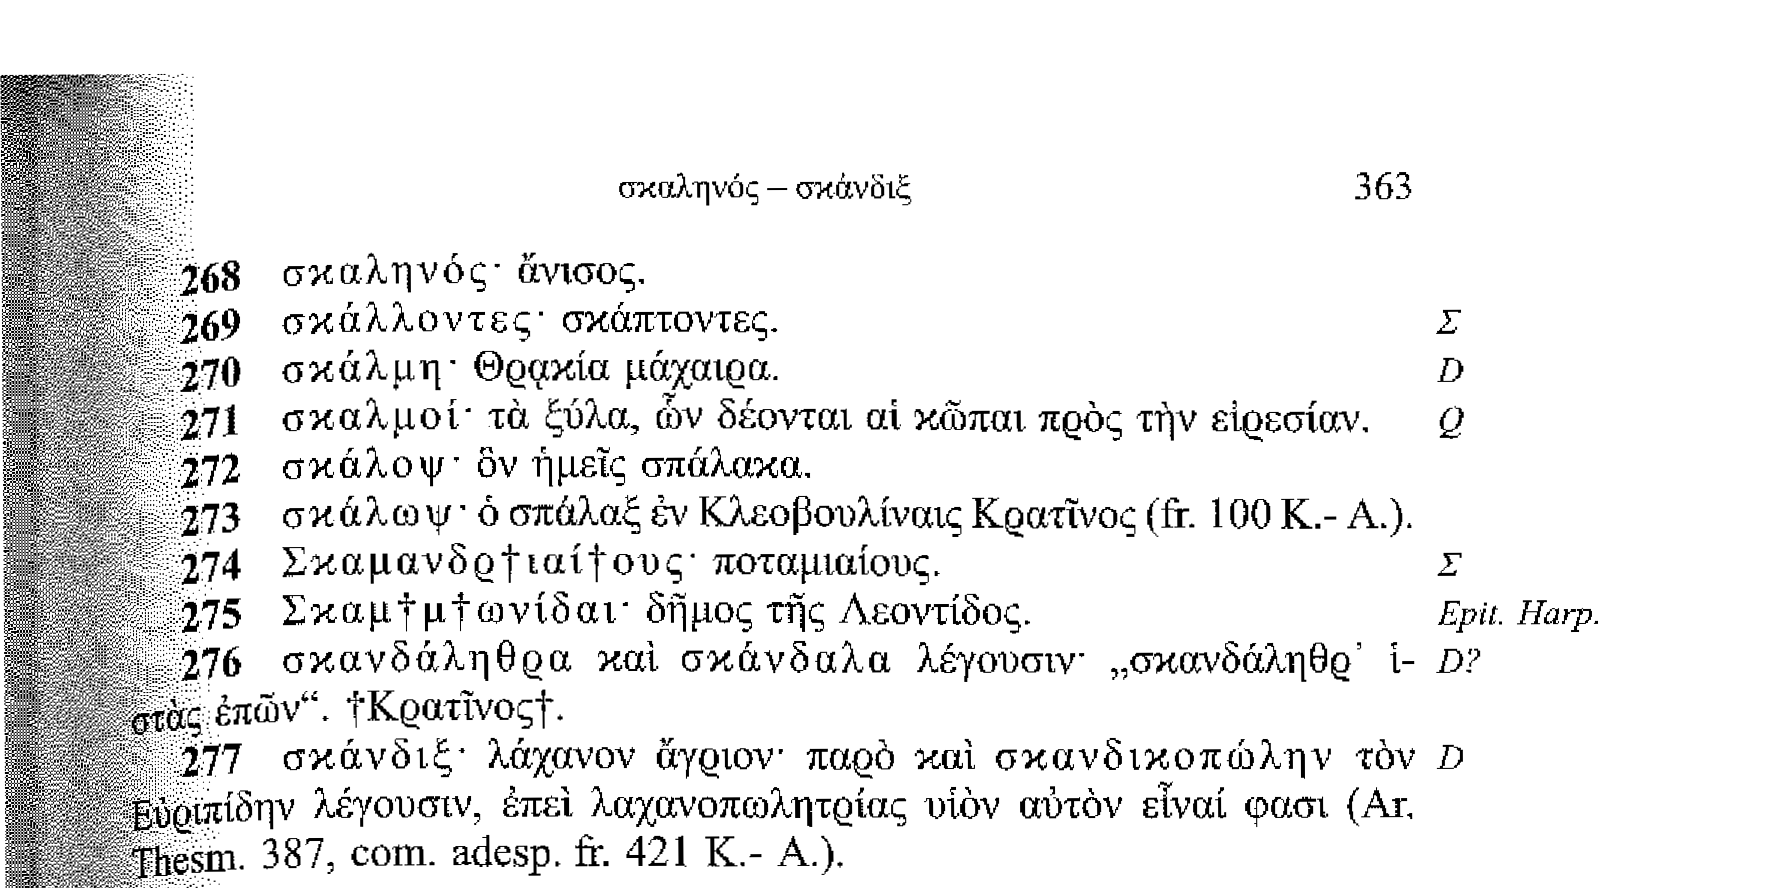 σκαληνός – σκάνδιξ 363
268 σκαληνός· ἄνισος.
269 σκάλλοντες· σκάπτοντες. Σ
270 σκάλμη· Θρᾳκία μάχαιρα. D
271 σκαλμοί· τὰ ξύλα, ὧν δέονται αἱ κῶπαι πρὸς τὴν εἰρεσίαν. Q
272 σκάλοψ· ὃν ἡμεῖς σπάλακα.
273 σκάλωψ· ὁ σπάλαξ ἐν Κλεοβουλίναις Κρατῖνος (fr. 100 K.- A.).
274 Σκαμανδρ†ιαί†ους· ποταμιαίους. Σ
275 Σκαμ†μ†ωνίδαι· δῆμος τῆς Λεοντίδος. Epit. Harp.
276 σκανδάληθρα καὶ σκάνδαλα λέγουσιν· „σκανδάληθρ᾽ ἱ- D?
στὰς ἐπῶν“. †Κρατῖνος†.
277 σκάνδιξ· λάχανον ἄγριον· παρὸ καὶ σκανδικοπώλην τὸν D
Εὐριπίδην λέγουσιν, ἐπεὶ λαχανοπωλητρίας υἱὸν αὐτὸν εἶναί φασι (Ar.
Thesm. 387, com. adesp. fr. 421 K.- A.).